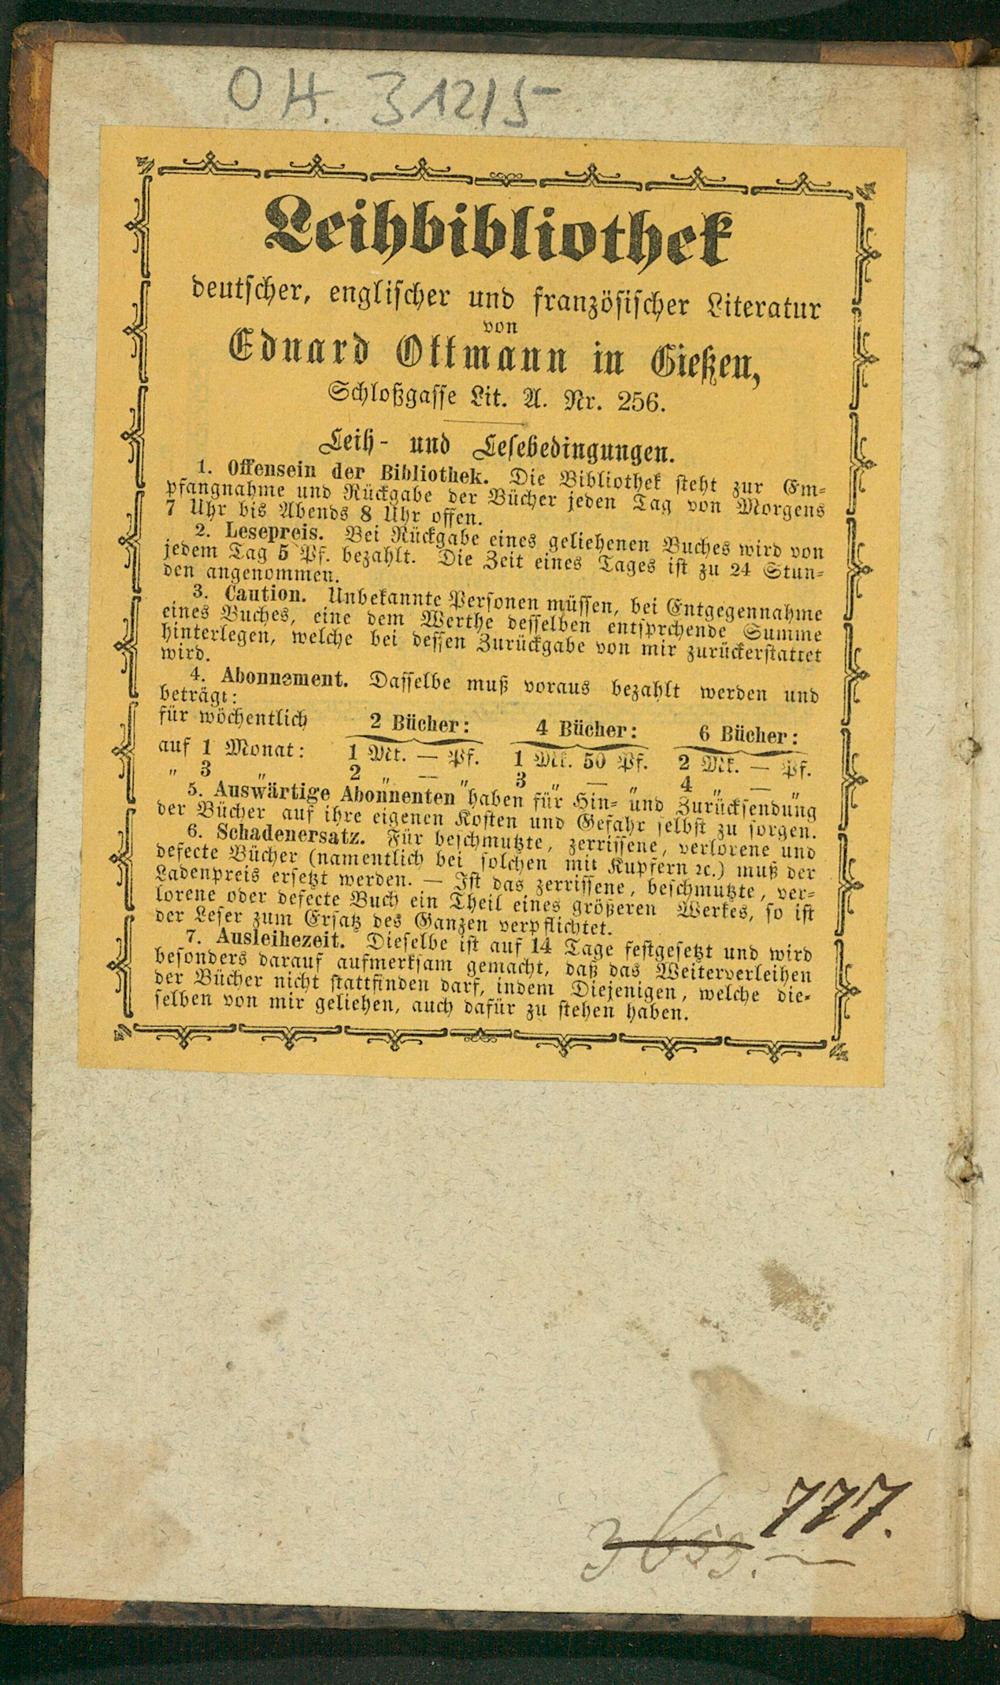 OH. 312/5
Leihbibliothek
deutscher, englischer und französischer Literatur
von
Eduard Ottmann in Gießen,
Schloßgasse Lit. A. Nr. 256.
Leih- und Lesebedingungen.
1. Offensein der Bibliothek. Die Bibliothek steht zur Em-
pfangnahme und Rückgabe der Bücher jeden Tag von Morgens
7 Uhr bis Abends 8 Uhr offen.
2. Lesepreis. Bei Rückgabe eines geliehenen Buches wird von
jedem Tag 5 Pf. bezahlt. Die Zeit eines Tages ist zu 24 Stun-
den angenommen.
3. Caution. Unbekannte Personen müssen, bei Entgegennahme
eines Buches, eine dem Werthe desselben entsprchende Summe
hinterlegen, welche bei dessen Zurückgabe von mir zurückerstattet
wird.
4. Abonnement. Dasselbe muß voraus bezahlt werden und
beträgt:
für wöchentlich 2 Bücher: 4 Bücher: 6 Bücher:
auf 1 Monat: 1 Mk. — Pf. 1 Mk. 50 Pf. 2 Mk. — Pf.
" 3 " 2 " — " 3 " — " 4 " — "
5. Auswärtige Abonnenten haben für Hin- und Zurücksendung
der Bücher auf ihre eigenen Kosten und Gefahr selbst zu sorgen.
6. Schadenersatz. Für beschmutzte, zerrissene, verlorene und
defecte Bücher (namentlich bei solchen mit Kupfern ꝛc.) muß der
Ladenpreis ersetzt werden. — Ist das zerrissene, beschmutzte, ver-
lorene oder defecte Buch ein Theil eines größeren Werkes, so ist
der Leser zum Ersatz des Ganzen verpflichtet.
7. Ausleihezeit. Dieselbe ist auf 14 Tage festgesetzt und wird
besonders darauf aufmerksam gemacht, daß das Weiterverleihen
der Bücher nicht stattfinden darf, indem Diejenigen, welche die-
selben von mir geliehen, auch dafür zu stehen haben.
777.